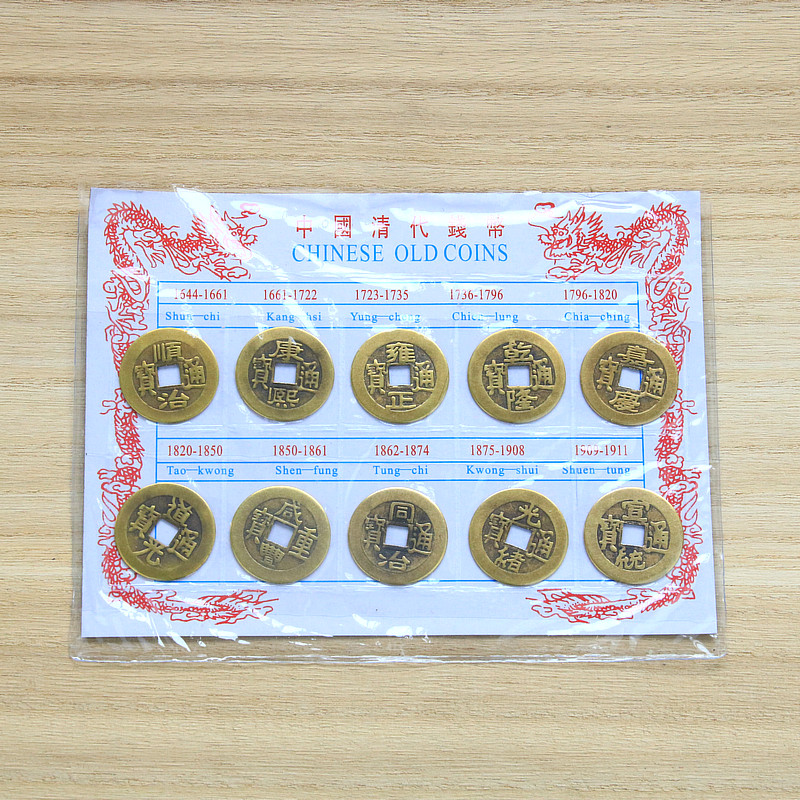 中國清代錢幣
CHINESE OLD COINS
1644-1661 1661-1722 1723-1735 1736-1796 1796-1820
Shun—chi Kang—hsi Yung—cheng Chien—lung Chia—ching
順治通寶 康熙通寶 雍正通寶 乾隆通寶 嘉慶通寶
1820-1850 1850-1861 1862-1874 1875-1908 1909-1911
Tao—kwong Shen—fung Tung—chi Kwong—shui Shuen—tung
道光通寶 咸豐重寶 同治通寶 光緒通寶 宣統通寶